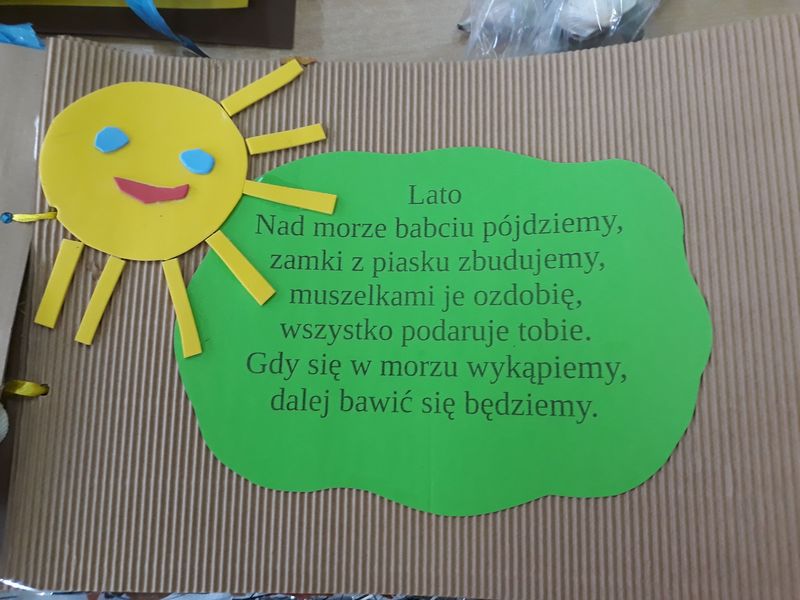 Lato
Nad morze babciu pójdziemy,
zamki z piasku zbudujemy,
muszelkami je ozdobię,
wszystko podaruje tobie.
Gdy się w morzu wykąpiemy,
dalej bawić się będziemy.